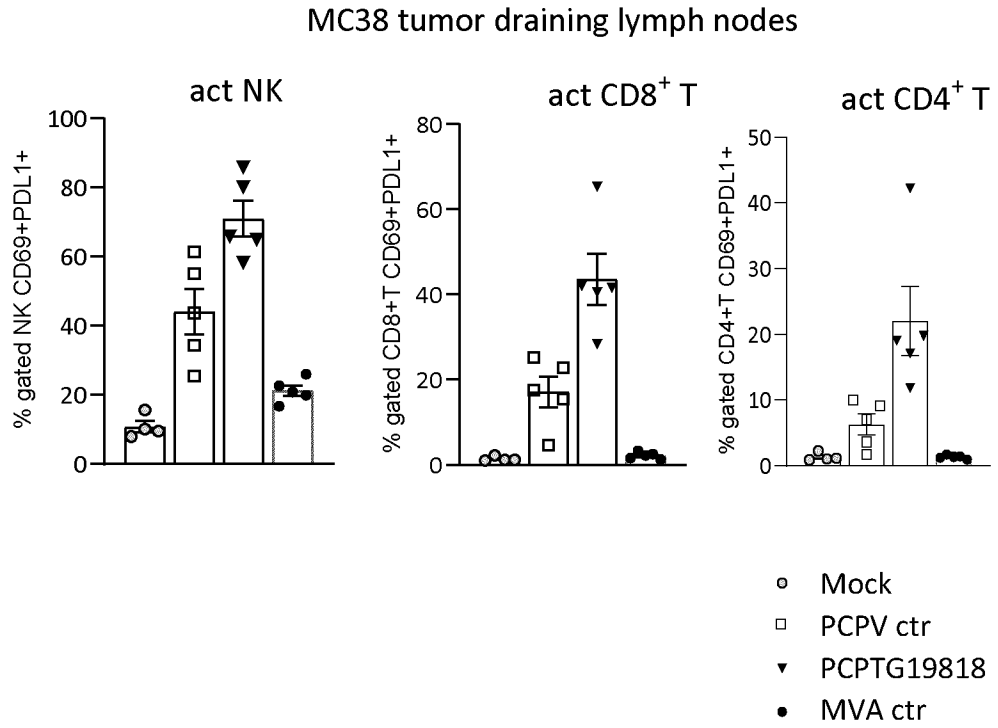 MC38 tumor draining lymph nodes
act NK
% gated NK CD69+PDL1+
100
80
60
40
20
0
act CD8+ T
% gated CD8+T CD69+PDL1+
80
60
40
20
0
act CD4+ T
% gated CD4+T CD69+PDL1+
50
40
30
20
10
0
Mock
PCPV ctr
PCPTG19818
MVA ctr